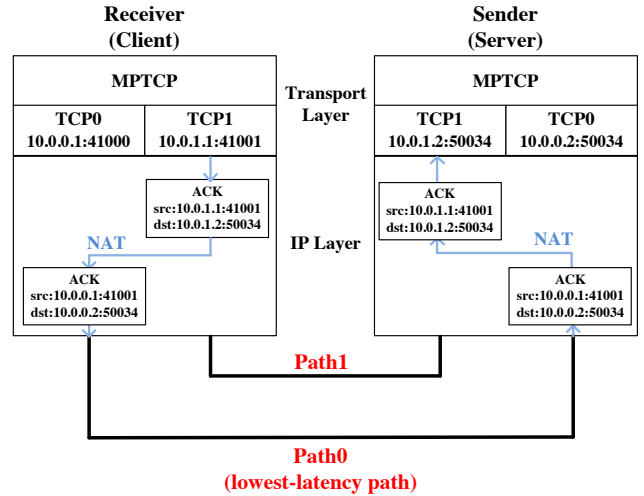 Receiver
(Client)
Sender
(Server)
MPTCP
Transport
Layer
MPTCP
TCP0
10.0.0.1:41000
TCP1
10.0.1.1:41001
TCP1
10.0.1.2:50034
TCP0
10.0.0.2:50034
ACK
src:10.0.1.1:41001
dst:10.0.1.2:50034
ACK
src:10.0.1.1:41001
dst:10.0.1.2:50034
NAT
IP Layer
NAT
ACK
src:10.0.0.1:41001
dst:10.0.0.2:50034
ACK
src:10.0.0.1:41001
dst:10.0.0.2:50034
Path1
Path0
(lowest-latency path)